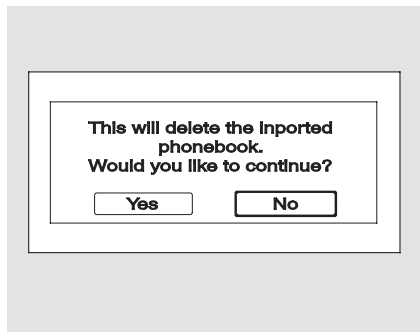 This will delete the inported
phonebook.
Would you like to continue?
Yes No